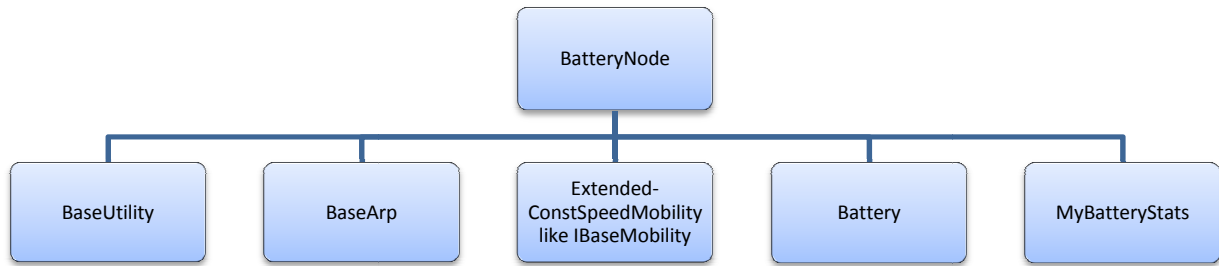 BatteryNode
BaseUtility
BaseArp
Extended-
ConstSpeedMobility
like IBaseMobility
Battery
MyBatteryStats